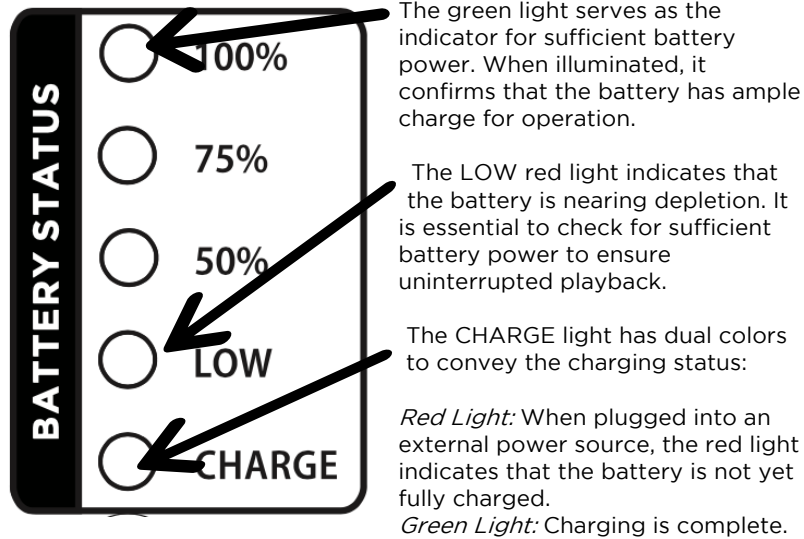 BATTERY STATUS
100%
75%
50%
LOW
CHARGE
The green light serves as the
indicator for sufficient battery
power. When illuminated, it
confirms that the battery has ample
charge for operation.
The LOW red light indicates that
the battery is nearing depletion. It
is essential to check for sufficient
battery power to ensure
uninterrupted playback.
The CHARGE light has dual colors
to convey the charging status:
Red Light: When plugged into an
external power source, the red light
indicates that the battery is not yet
fully charged.
Green Light: Charging is complete.